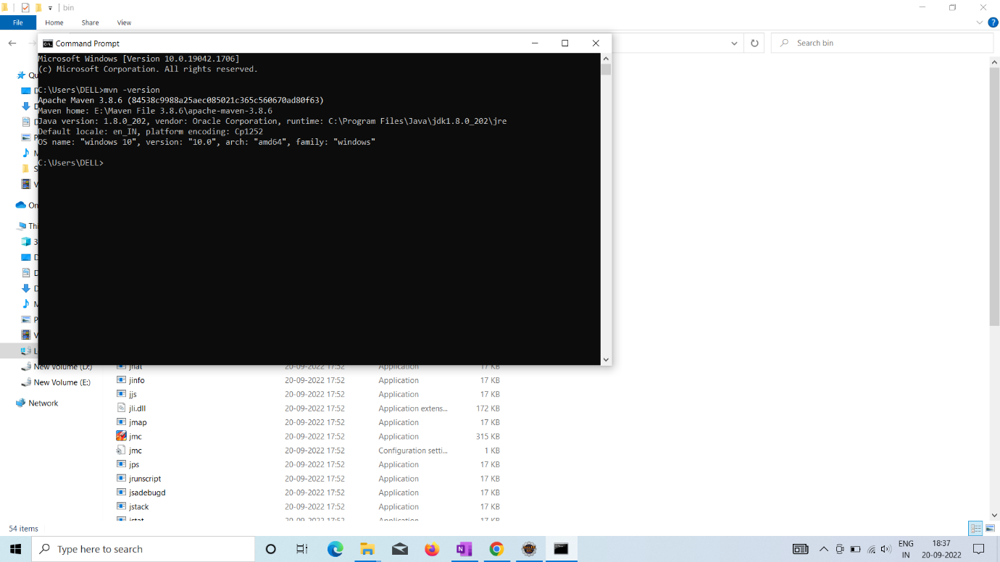 bin
File Home Share View
Search bin
Command Prompt
Microsoft Windows [Version 10.0.19042.1706]
(c) Microsoft Corporation. All rights reserved.
C:\Users\DELL>mvn -version
Apache Maven 3.8.6 (84538c9988a25aec085021c365c560670ad80f63)
Maven home: E:\Maven File 3.8.6\apache-maven-3.8.6
Java version: 1.8.0_202, vendor: Oracle Corporation, runtime: C:\Program Files\Java\jdk1.8.0_202\jre
Default locale: en_IN, platform encoding: Cp1252
OS name: "windows 10", version: "10.0", arch: "amd64", family: "windows"
C:\Users\DELL>
New Volume (D:)
New Volume (E:)
Network
jhat 20-09-2022 17:52 Application 17 KB
jinfo 20-09-2022 17:52 Application 17 KB
jjs 20-09-2022 17:52 Application 17 KB
jli.dll 20-09-2022 17:52 Application extens... 172 KB
jmap 20-09-2022 17:52 Application 17 KB
jmc 20-09-2022 17:52 Application 315 KB
jmc 20-09-2022 17:52 Configuration setti... 1 KB
jps 20-09-2022 17:52 Application 17 KB
jrunscript 20-09-2022 17:52 Application 17 KB
jsadebugd 20-09-2022 17:52 Application 17 KB
jstack 20-09-2022 17:52 Application 17 KB
jstat 20-09-2022 17:52 Application 17 KB
54 items
Type here to search
ENG
IN
18:37
20-09-2022